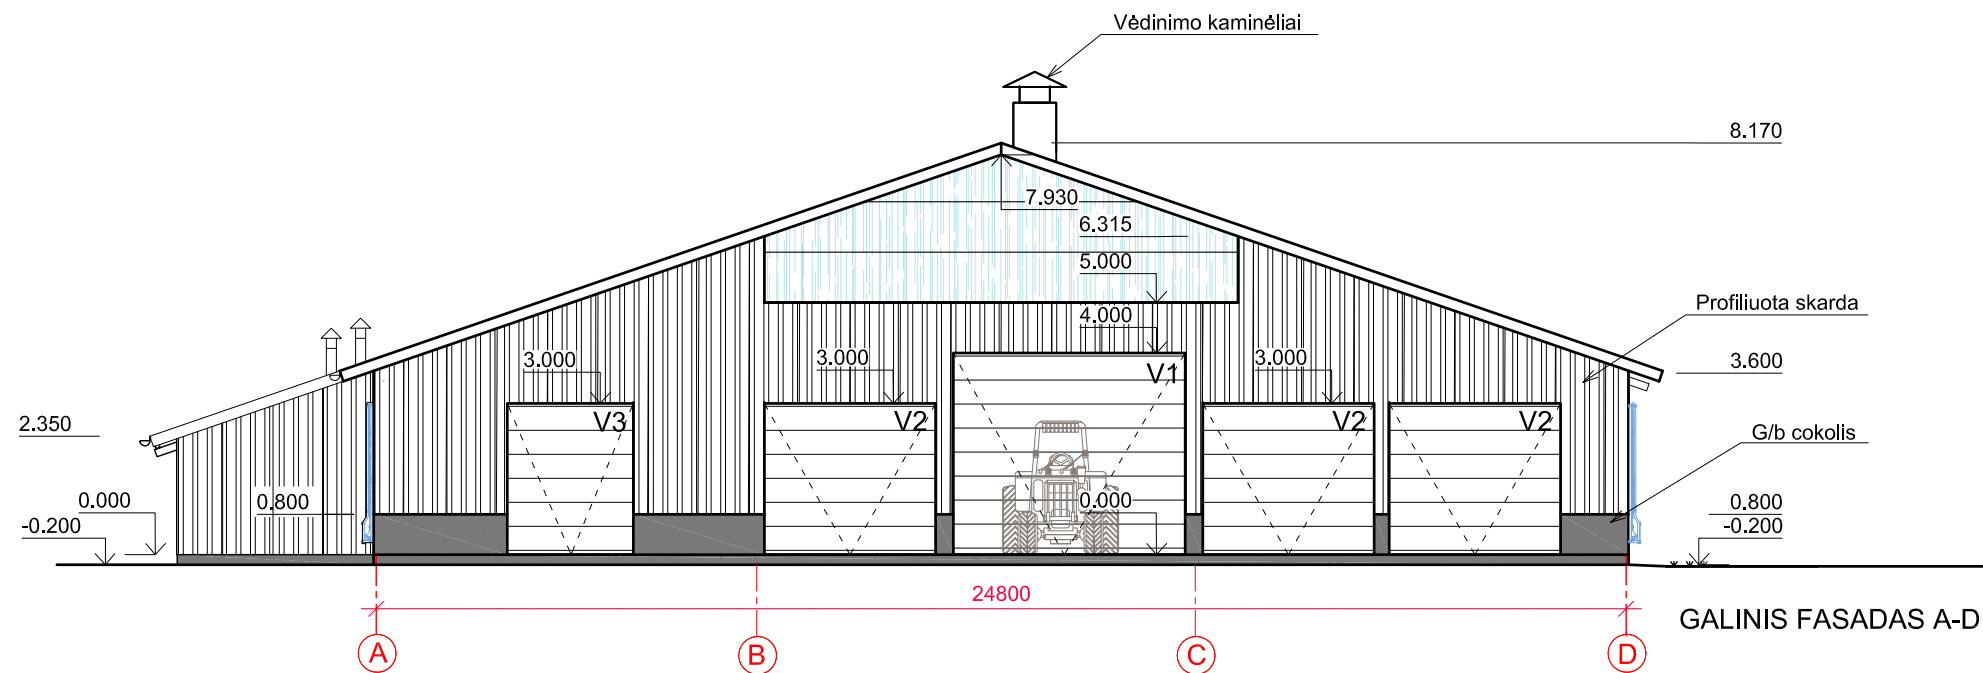 Vėdinimo kaminėliai
8.170
7.930
6.315
5.000
4.000
Profiliuota skarda
3.000
3.000
3.000
3.600
V1
V3
V2
V2
V2
2.350
G/b cokolis
0.000
0.800
0.000
0.800
-0.200
-0.200
24800
GALINIS FASADAS A-D
A
B
C
D